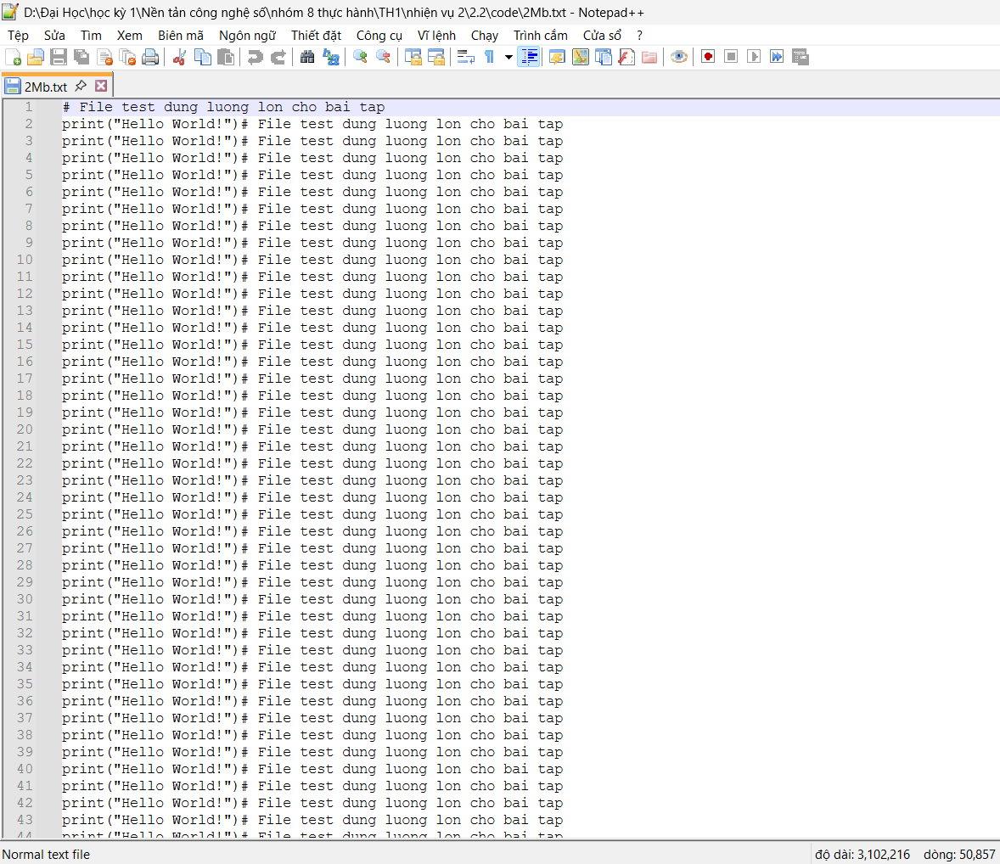 D:\Đại Học\học kỳ 1\Nền tản công nghệ số\nhóm 8 thực hành\TH1\nhiện vụ 2\2.2\code\2Mb.txt - Notepad++
Tệp Sửa Tìm Xem Biên mã Ngôn ngữ Thiết đặt Công cụ Vĩ lệnh Chạy Trình cắm Cửa sổ ?
2Mb.txt
1 # File test dung luong lon cho bai tap
2 print("Hello World!")# File test dung luong lon cho bai tap
3 print("Hello World!")# File test dung luong lon cho bai tap
4 print("Hello World!")# File test dung luong lon cho bai tap
5 print("Hello World!")# File test dung luong lon cho bai tap
6 print("Hello World!")# File test dung luong lon cho bai tap
7 print("Hello World!")# File test dung luong lon cho bai tap
8 print("Hello World!")# File test dung luong lon cho bai tap
9 print("Hello World!")# File test dung luong lon cho bai tap
10 print("Hello World!")# File test dung luong lon cho bai tap
11 print("Hello World!")# File test dung luong lon cho bai tap
12 print("Hello World!")# File test dung luong lon cho bai tap
13 print("Hello World!")# File test dung luong lon cho bai tap
14 print("Hello World!")# File test dung luong lon cho bai tap
15 print("Hello World!")# File test dung luong lon cho bai tap
16 print("Hello World!")# File test dung luong lon cho bai tap
17 print("Hello World!")# File test dung luong lon cho bai tap
18 print("Hello World!")# File test dung luong lon cho bai tap
19 print("Hello World!")# File test dung luong lon cho bai tap
20 print("Hello World!")# File test dung luong lon cho bai tap
21 print("Hello World!")# File test dung luong lon cho bai tap
22 print("Hello World!")# File test dung luong lon cho bai tap
23 print("Hello World!")# File test dung luong lon cho bai tap
24 print("Hello World!")# File test dung luong lon cho bai tap
25 print("Hello World!")# File test dung luong lon cho bai tap
26 print("Hello World!")# File test dung luong lon cho bai tap
27 print("Hello World!")# File test dung luong lon cho bai tap
28 print("Hello World!")# File test dung luong lon cho bai tap
29 print("Hello World!")# File test dung luong lon cho bai tap
30 print("Hello World!")# File test dung luong lon cho bai tap
31 print("Hello World!")# File test dung luong lon cho bai tap
32 print("Hello World!")# File test dung luong lon cho bai tap
33 print("Hello World!")# File test dung luong lon cho bai tap
34 print("Hello World!")# File test dung luong lon cho bai tap
35 print("Hello World!")# File test dung luong lon cho bai tap
36 print("Hello World!")# File test dung luong lon cho bai tap
37 print("Hello World!")# File test dung luong lon cho bai tap
38 print("Hello World!")# File test dung luong lon cho bai tap
39 print("Hello World!")# File test dung luong lon cho bai tap
40 print("Hello World!")# File test dung luong lon cho bai tap
41 print("Hello World!")# File test dung luong lon cho bai tap
42 print("Hello World!")# File test dung luong lon cho bai tap
43 print("Hello World!")# File test dung luong lon cho bai tap
44 print("Hello World!")# File test dung luong lon cho bai tap
Normal text file độ dài: 3,102,216 dòng: 50,857